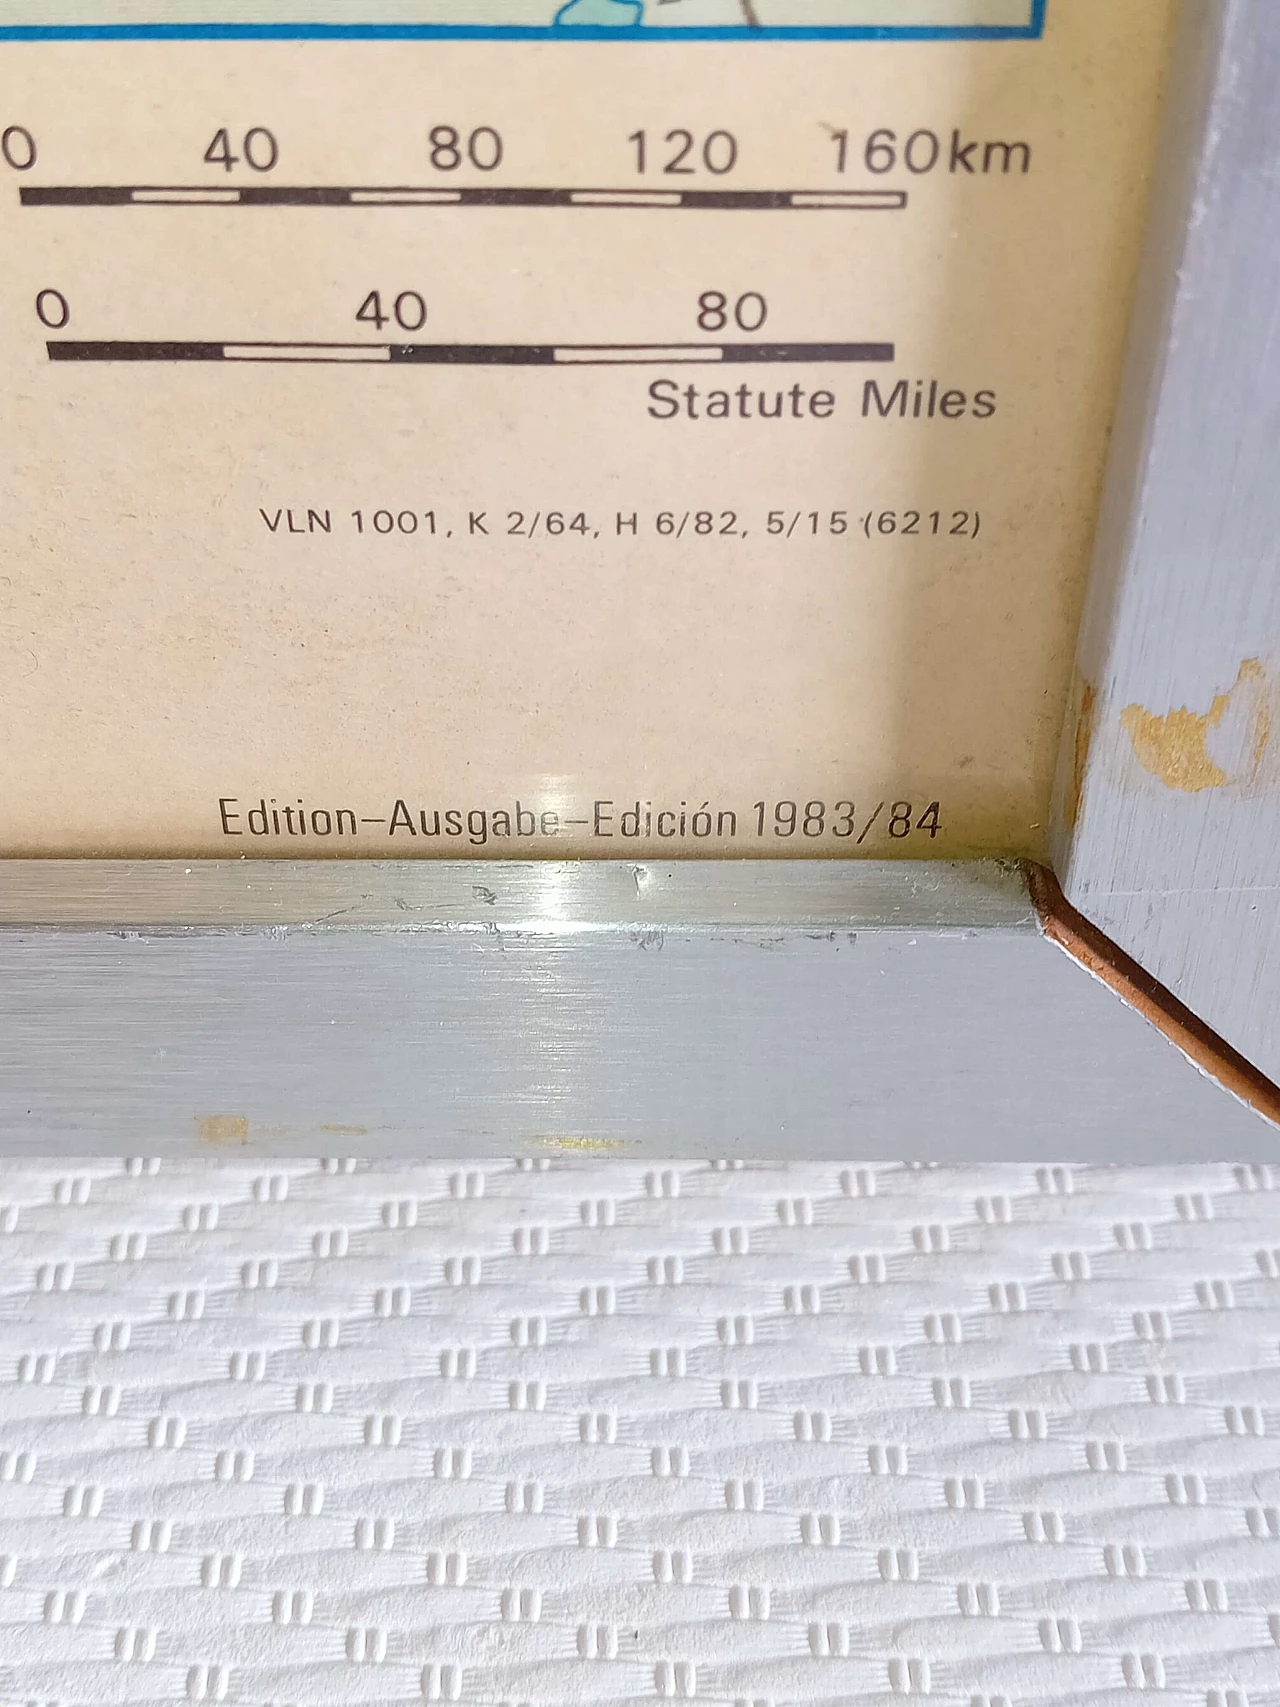 0 40 80 120 160km
0 40 80
Statute Miles
VLN 1001, K 2/64, H 6/82, 5/15 (6212)
Edition–Ausgabe–Edición 1983/84